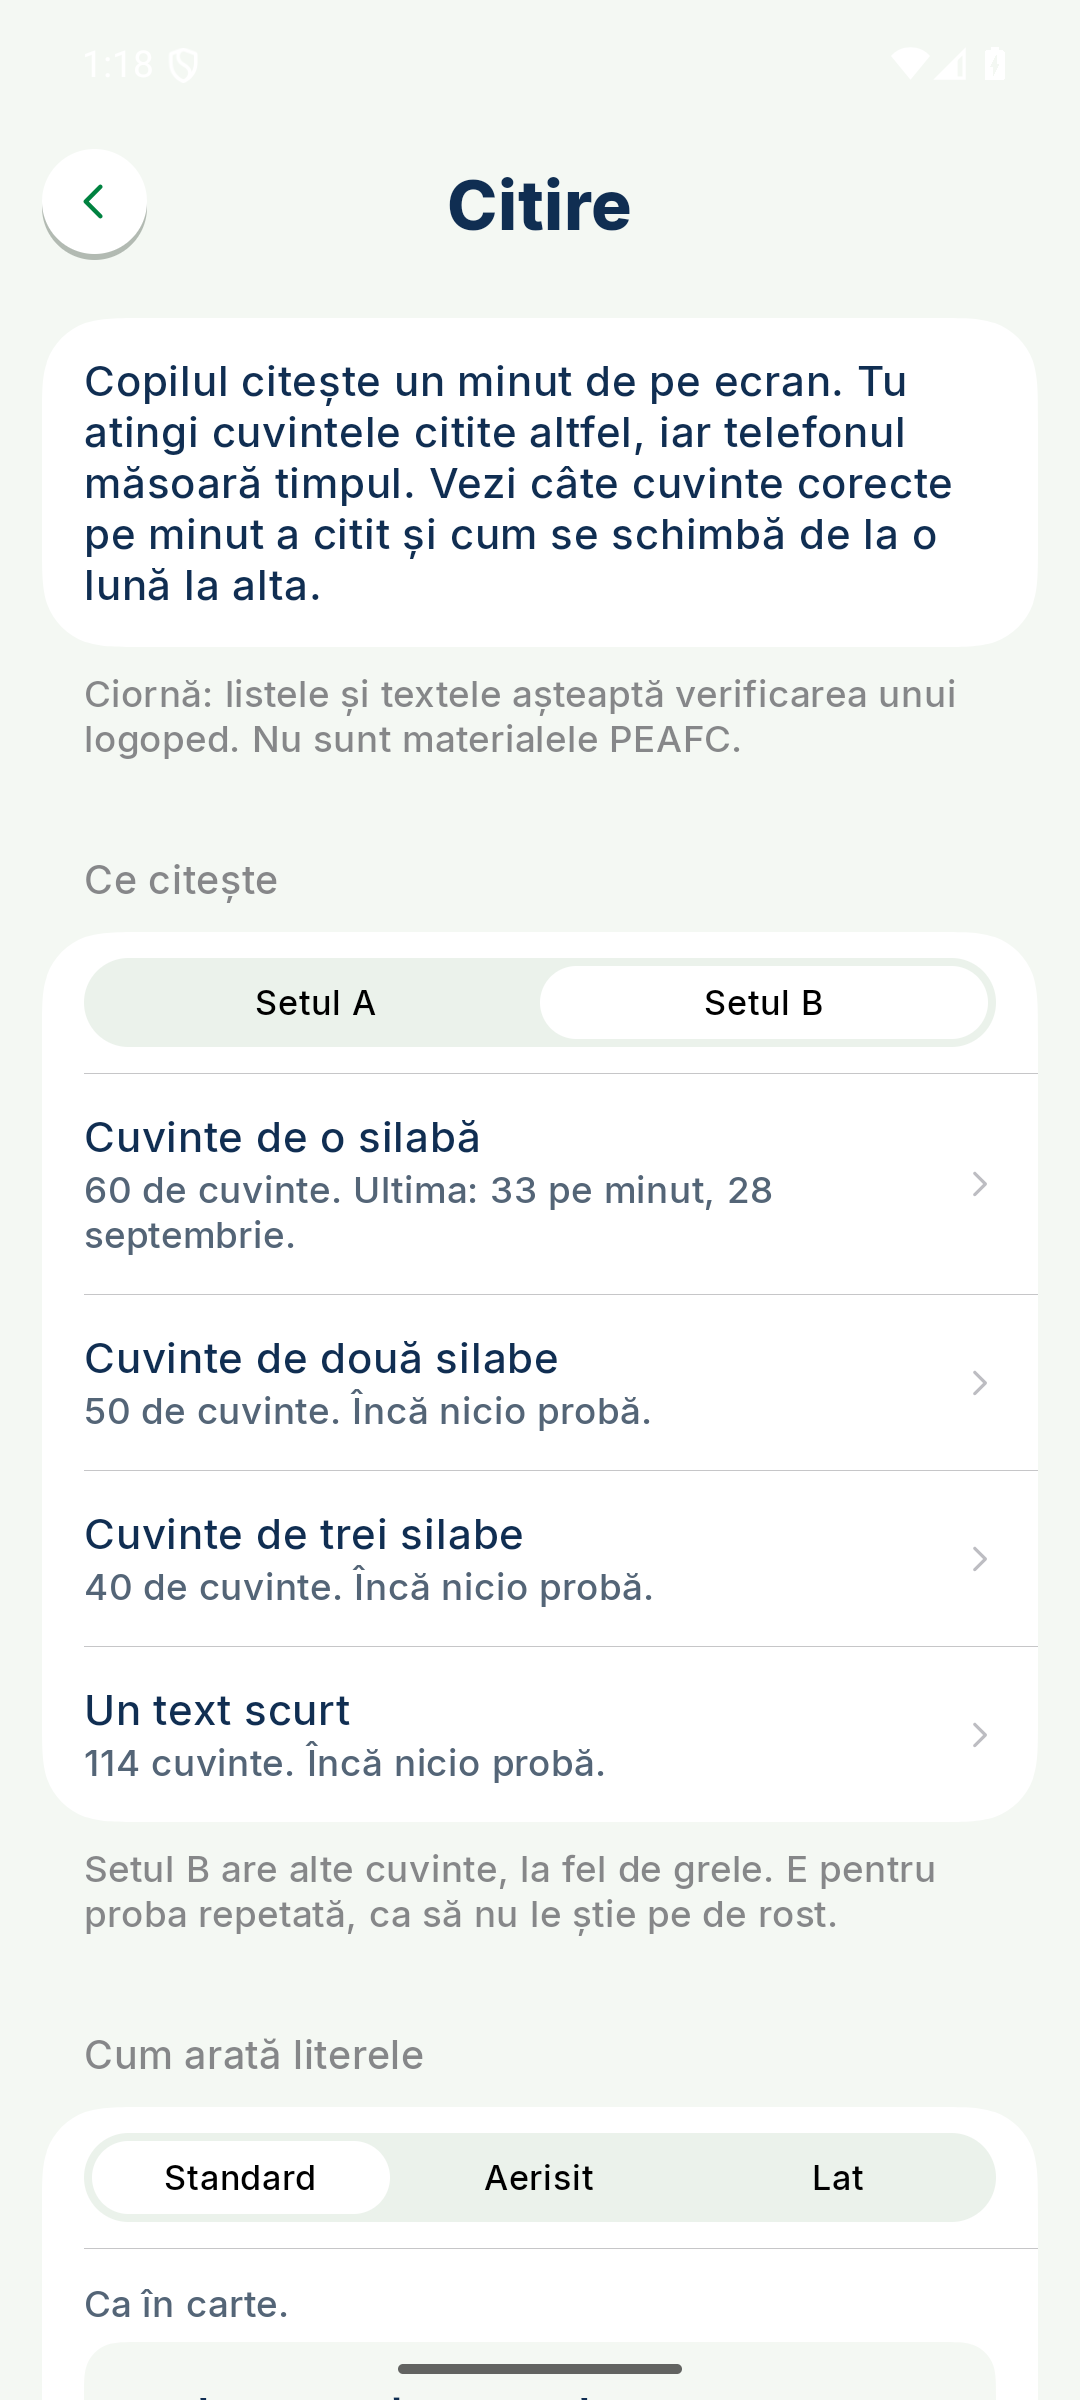 1:18
Citire
Copilul citește un minut de pe ecran. Tu
atingi cuvintele citite altfel, iar telefonul
măsoară timpul. Vezi câte cuvinte corecte
pe minut a citit și cum se schimbă de la o
lună la alta.
Ciornă: listele și textele așteaptă verificarea unui
logoped. Nu sunt materialele PEAFC.
Ce citește
Setul A
Setul B
Cuvinte de o silabă
60 de cuvinte. Ultima: 33 pe minut, 28
septembrie.
Cuvinte de două silabe
50 de cuvinte. Încă nicio probă.
Cuvinte de trei silabe
40 de cuvinte. Încă nicio probă.
Un text scurt
114 cuvinte. Încă nicio probă.
Setul B are alte cuvinte, la fel de grele. E pentru
proba repetată, ca să nu le știe pe de rost.
Cum arată literele
Standard
Aerisit
Lat
Ca în carte.